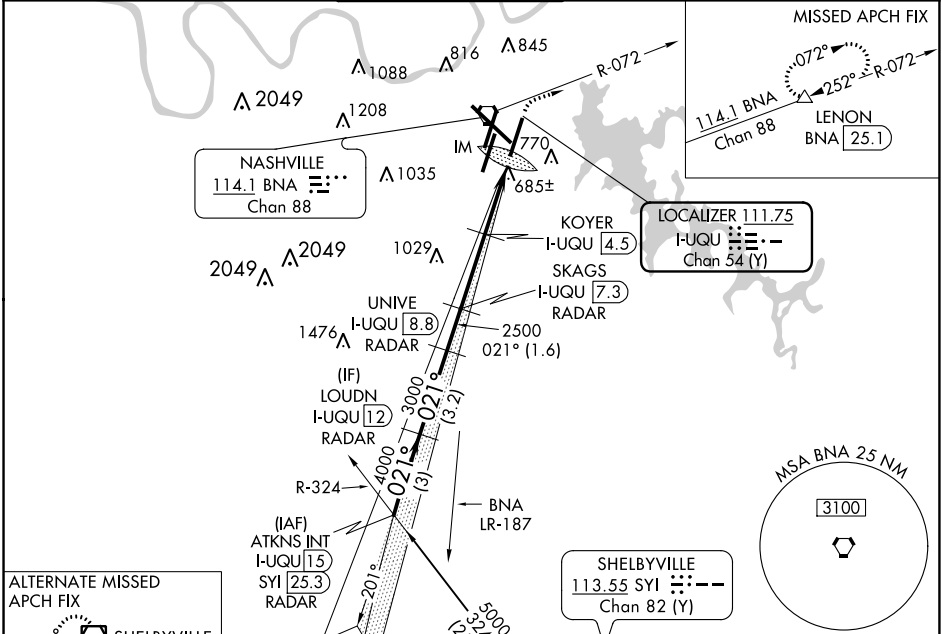 MISSED APCH FIX
072°
252°
R-072
114.1 BNA
Chan 88
LENON
BNA 25.1
845
816
1088
R-072
2049
1208
IM
770
NASHVILLE
114.1 BNA
Chan 88
1035
685±
KOYER
I-UQU 4.5
LOCALIZER 111.75
I-UQU
Chan 54 (Y)
1029
2049
2049
SKAGS
I-UQU 7.3
RADAR
UNIVE
I-UQU 8.8
RADAR
1476
2500
021° (1.6)
(IF)
LOUDN
I-UQU 12
RADAR
3000
021°
(3.2)
4000
021°
(3)
R-324
BNA
LR-187
MSA BNA 25 NM
3100
(IAF)
ATKNS INT
I-UQU 15
SYI 25.3
RADAR
201°
5000
SHELBYVILLE
113.55 SYI
Chan 82 (Y)
ALTERNATE MISSED
APCH FIX
SHELBYVILLE